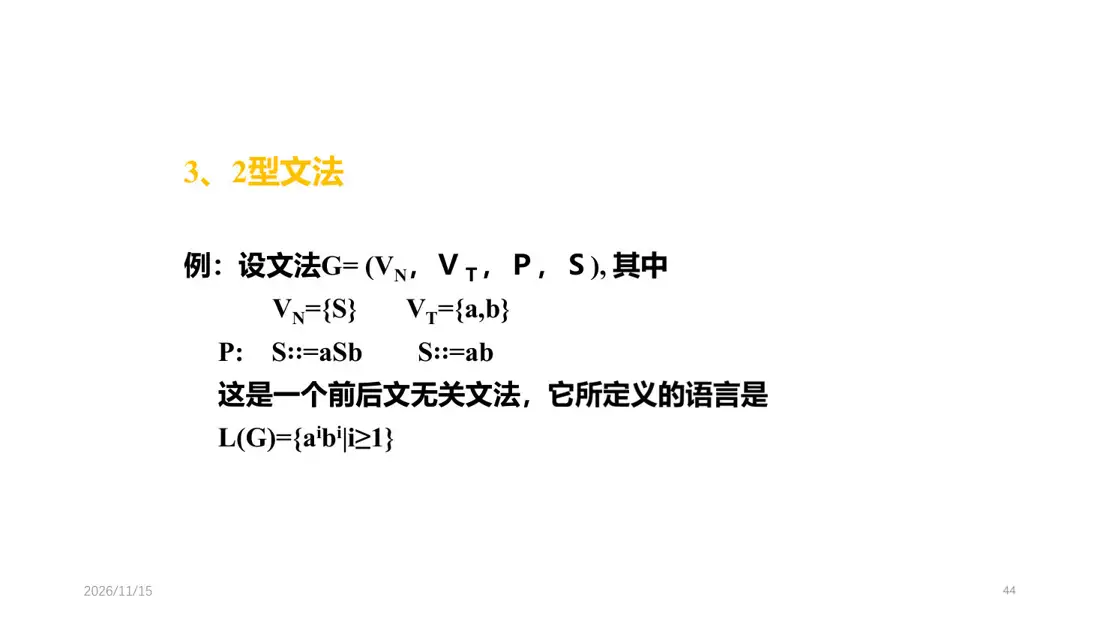 3、2型文法
例：设文法G= (VN，VT，P，S), 其中
VN={S} VT={a,b}
P: S∷=aSb S∷=ab
这是一个前后文无关文法，它所定义的语言是
L(G)={aⁱbⁱ|i≥1}
2026/11/15
44